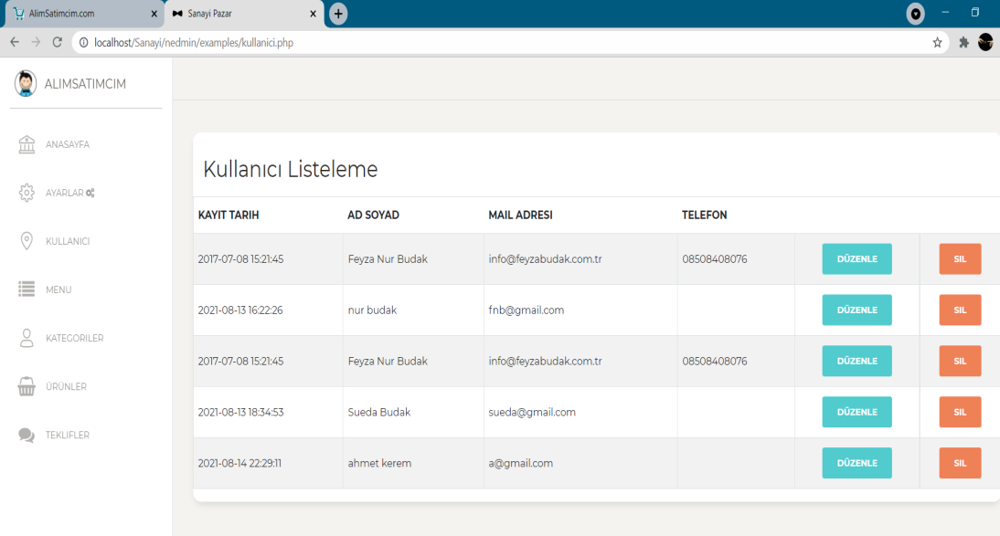 AlimSatimcim.com
Sanayi Pazar
localhost/Sanayi/nedmin/examples/kullanici.php
ALIMSATIMCIM
ANASAYFA
AYARLAR
KULLANICI
MENU
KATEGORILER
ÜRÜNLER
TEKLIFLER
Kullanıcı Listeleme
KAYIT TARIH AD SOYAD MAIL ADRESI TELEFON
2017-07-08 15:21:45 Feyza Nur Budak info@feyzabudak.com.tr 08508408076 DÜZENLE SIL
2021-08-13 16:22:26 nur budak fnb@gmail.com DÜZENLE SIL
2017-07-08 15:21:45 Feyza Nur Budak info@feyzabudak.com.tr 08508408076 DÜZENLE SIL
2021-08-13 18:34:53 Sueda Budak sueda@gmail.com DÜZENLE SIL
2021-08-14 22:29:11 ahmet kerem a@gmail.com DÜZENLE SIL